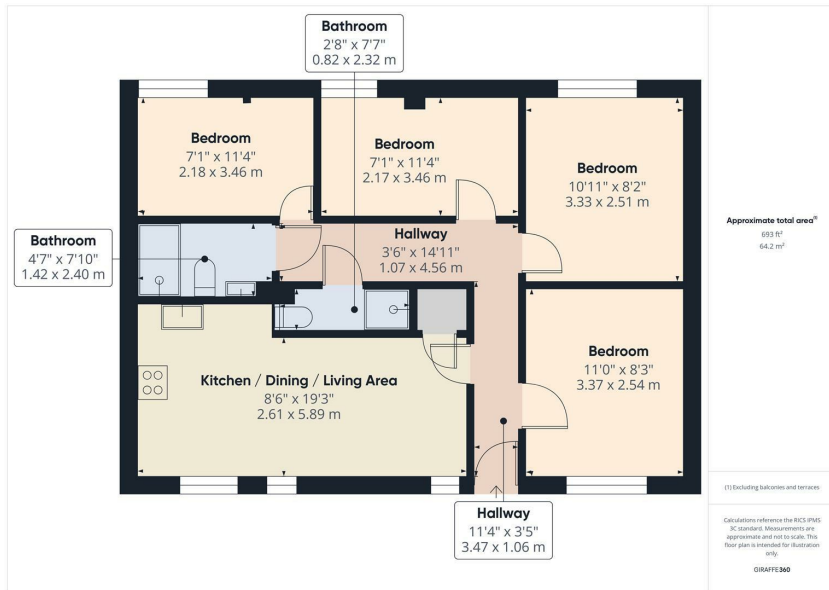 Bathroom
2'8" x 7'7"
0.82 x 2.32 m
Bedroom
7'1" x 11'4"
2.18 x 3.46 m
Bedroom
7'1" x 11'4"
2.17 x 3.46 m
Bedroom
10'11" x 8'2"
3.33 x 2.51 m
Bathroom
4'7" x 7'10"
1.42 x 2.40 m
Hallway
3'6" x 14'11"
1.07 x 4.56 m
Kitchen / Dining / Living Area
8'6" x 19'3"
2.61 x 5.89 m
Bedroom
11'0" x 8'3"
3.37 x 2.54 m
Hallway
11'4" x 3'5"
3.47 x 1.06 m
Approximate total area⁽¹⁾
693 ft²
64.2 m²
(1) Excluding balconies and terraces
Calculations reference the RICS IPMS
3C standard. Measurements are
approximate and not to scale. This
floor plan is intended for illustration
only.
GIRAFFE360